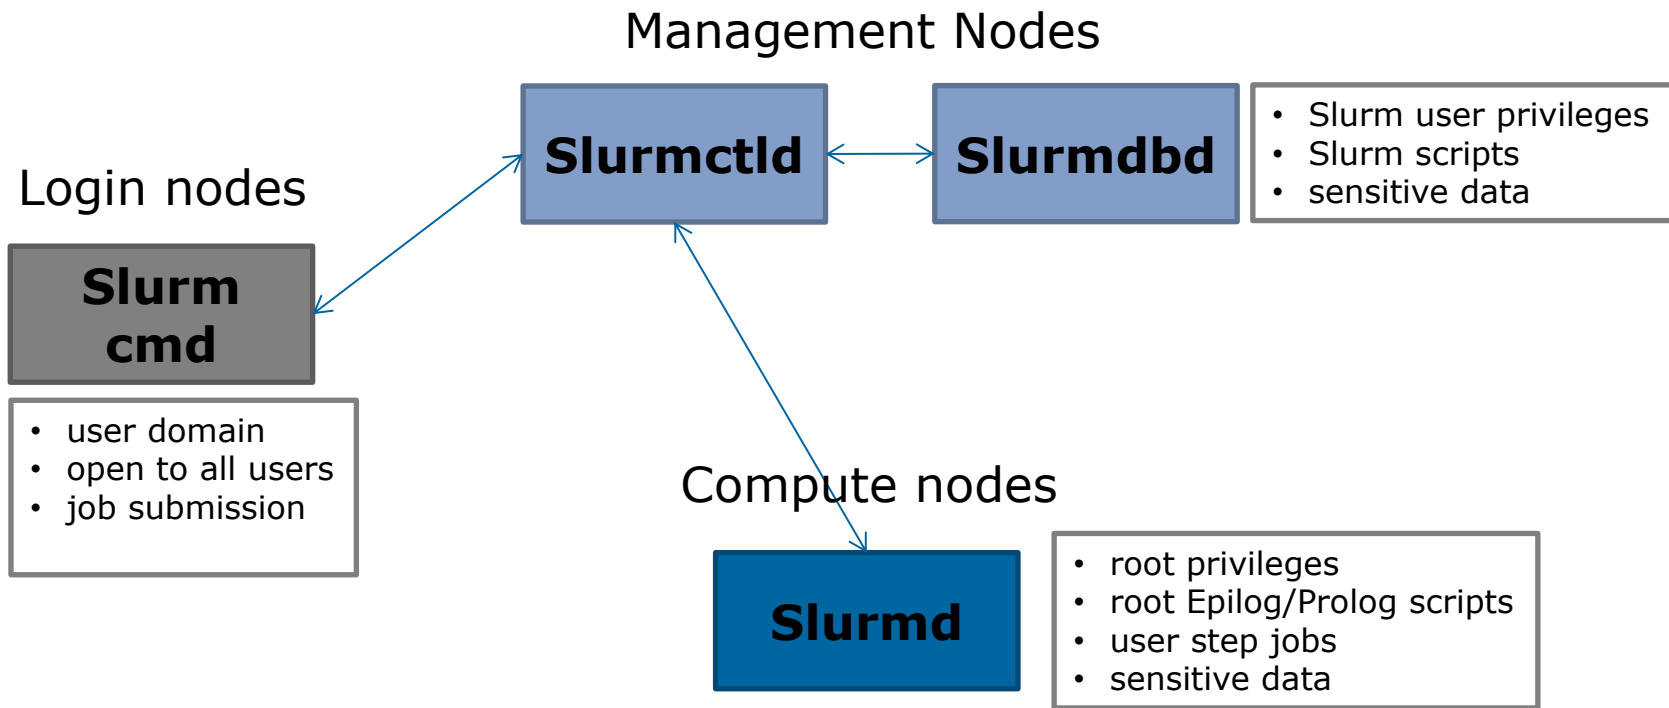 Management Nodes
Slurmctld
Slurmdbd
• Slurm user privileges
• Slurm scripts
• sensitive data
Login nodes
Slurm
cmd
• user domain
• open to all users
• job submission
Compute nodes
Slurmd
• root privileges
• root Epilog/Prolog scripts
• user step jobs
• sensitive data